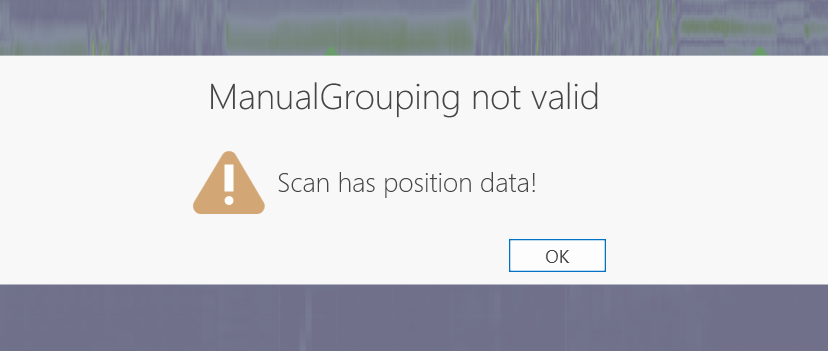 ManualGrouping not valid
Scan has position data!
OK